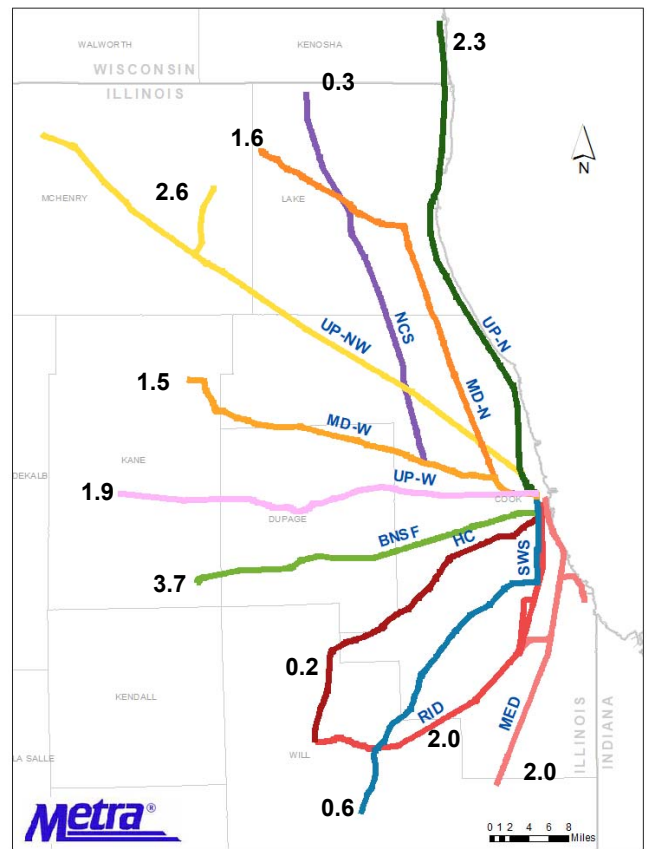 WALWORTH
KENOSHA
2.3
WISCONSIN
ILLINOIS
0.3
1.6
N
2.6
MCHENRY
LAKE
UP-NW
NCS
UP-N
1.5
MD-N
MD-W
KANE
UP-W
DEKALB
1.9
COOK
DUPAGE
BNSF
HC
SWS
3.7
0.2
KENDALL
RID
MED
ILLINOIS
INDIANA
2.0
WILL
LA SALLE
2.0
0.6
Metra®
0 1 2 4 6 8
Miles